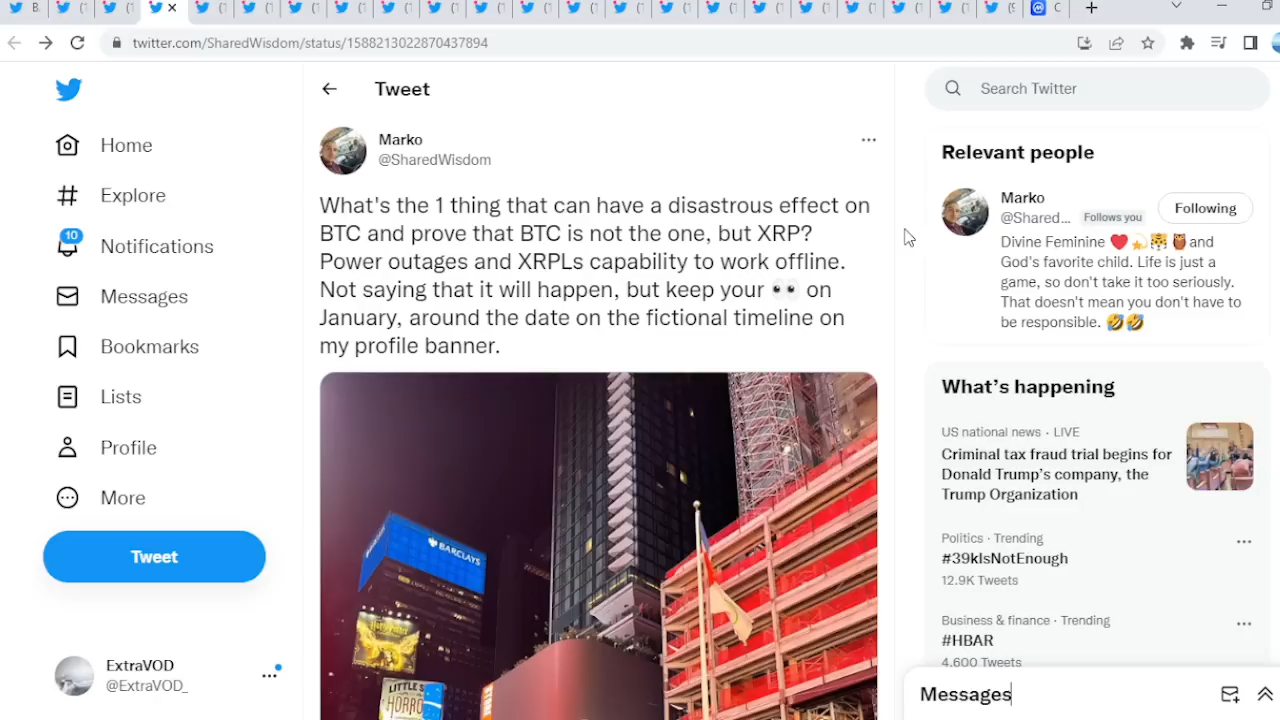 twitter.com/SharedWisdom/status/1588213022870437894
Home
Explore
10
Notifications
Messages
Bookmarks
Lists
Profile
More
Tweet
ExtraVOD
@ExtraVOD_
Tweet
Marko
@SharedWisdom
What's the 1 thing that can have a disastrous effect on
BTC and prove that BTC is not the one, but XRP?
Power outages and XRPLs capability to work offline.
Not saying that it will happen, but keep your 👀 on
January, around the date on the fictional timeline on
my profile banner.
BARCLAYS
Harry Potter
LITTLE S
HORRO
Search Twitter
Relevant people
Marko
@Shared... Follows you
Following
Divine Feminine ❤️💫🐯🦉and
God's favorite child. Life is just a
game, so don't take it too seriously.
That doesn't mean you don't have to
be responsible. 🤣🤣
What's happening
US national news · LIVE
Criminal tax fraud trial begins for
Donald Trump's company, the
Trump Organization
Politics · Trending
#39kIsNotEnough
12.9K Tweets
Business & finance · Trending
#HBAR
4,600 Tweets
Messages